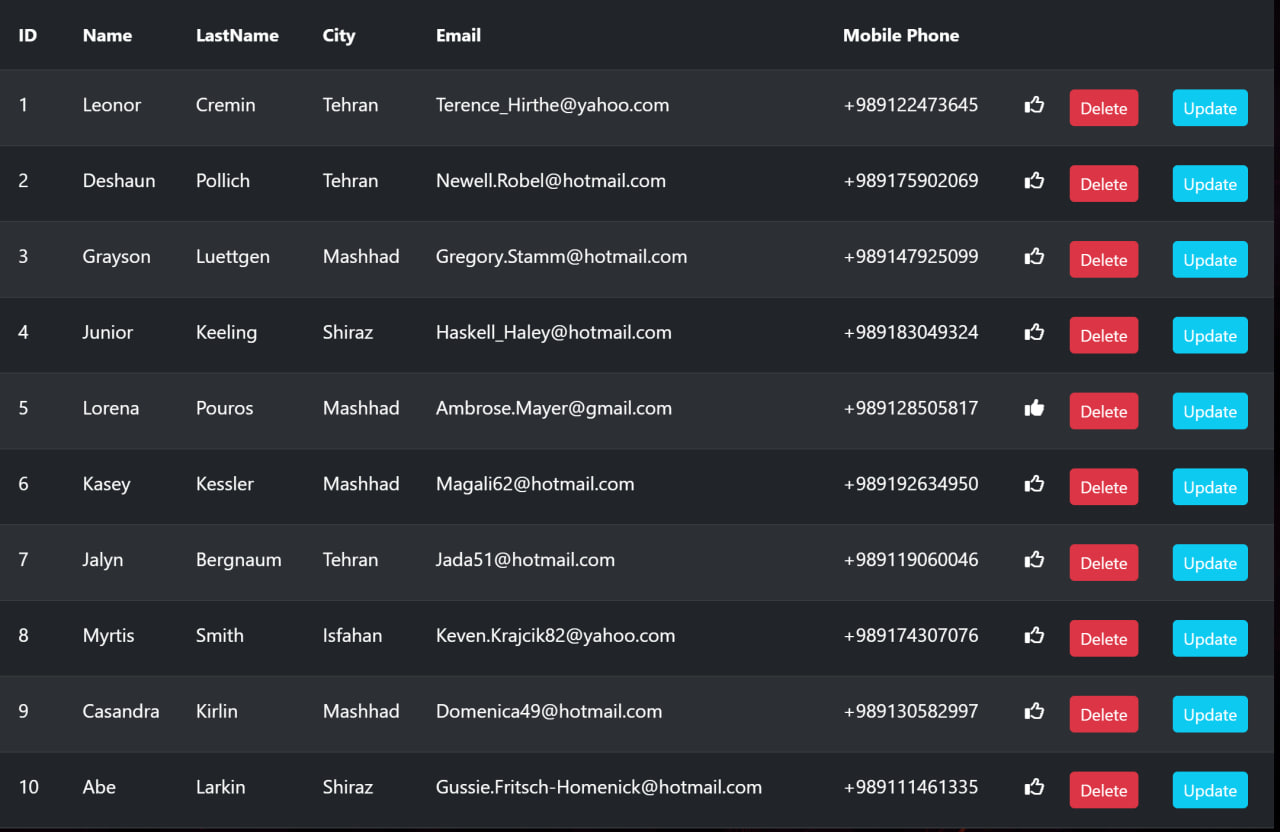 ID Name LastName City Email Mobile Phone
1 Leonor Cremin Tehran Terence_Hirthe@yahoo.com +989122473645 Delete Update
2 Deshaun Pollich Tehran Newell.Robel@hotmail.com +989175902069 Delete Update
3 Grayson Luettgen Mashhad Gregory.Stamm@hotmail.com +989147925099 Delete Update
4 Junior Keeling Shiraz Haskell_Haley@hotmail.com +989183049324 Delete Update
5 Lorena Pouros Mashhad Ambrose.Mayer@gmail.com +989128505817 Delete Update
6 Kasey Kessler Mashhad Magali62@hotmail.com +989192634950 Delete Update
7 Jalyn Bergnaum Tehran Jada51@hotmail.com +989119060046 Delete Update
8 Myrtis Smith Isfahan Keven.Krajcik82@yahoo.com +989174307076 Delete Update
9 Casandra Kirlin Mashhad Domenica49@hotmail.com +989130582997 Delete Update
10 Abe Larkin Shiraz Gussie.Fritsch-Homenick@hotmail.com +989111461335 Delete Update